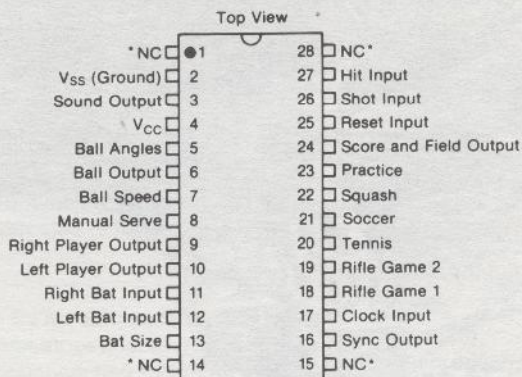 Top View
*NC 1 28 NC*
VSS (Ground) 2 27 Hit Input
Sound Output 3 26 Shot Input
VCC 4 25 Reset Input
Ball Angles 5 24 Score and Field Output
Ball Output 6 23 Practice
Ball Speed 7 22 Squash
Manual Serve 8 21 Soccer
Right Player Output 9 20 Tennis
Left Player Output 10 19 Rifle Game 2
Right Bat Input 11 18 Rifle Game 1
Left Bat Input 12 17 Clock Input
Bat Size 13 16 Sync Output
*NC 14 15 NC*